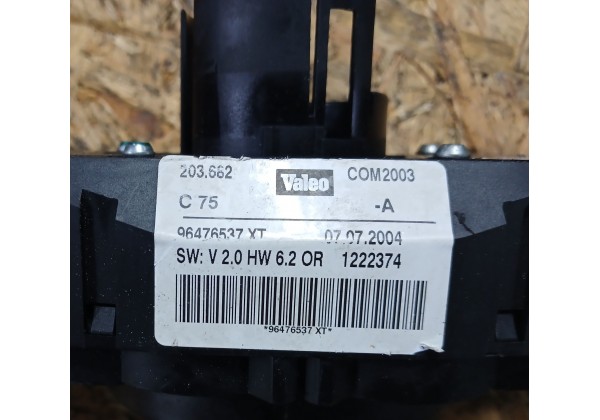 203.662 Valeo COM2003
C 75 -A
96476537 XT 07.07.2004
SW: V 2.0 HW 6.2 OR 1222374
*96476537 XT*